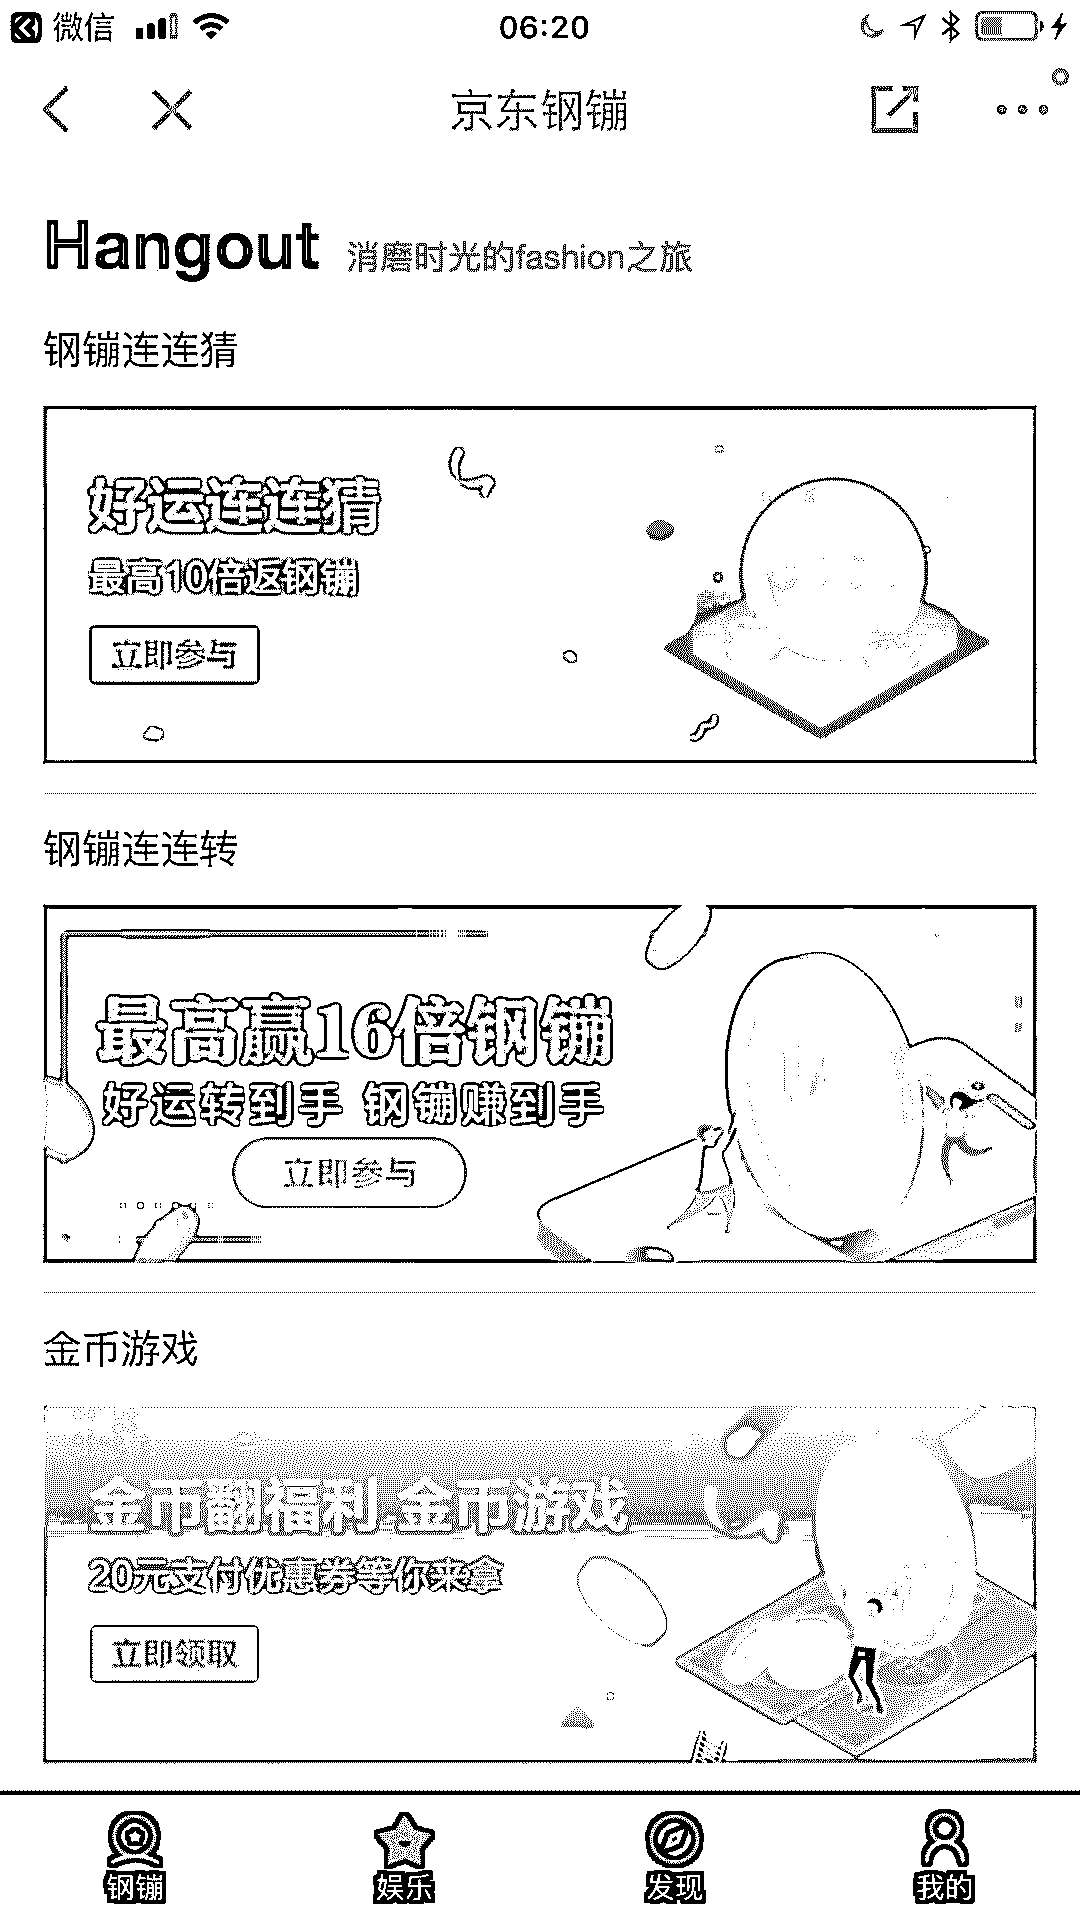 微信 06:20
京东钢镚
Hangout 消磨时光的fashion之旅
钢镚连连猜
好运连连猜
最高10倍返钢镚
立即参与
钢镚连连转
最高赢16倍钢镚
好运转到手 钢镚赚到手
立即参与
金币游戏
金币翻福利 金币游戏
20元支付优惠券等你来拿
立即领取
钢镚 娱乐 发现 我的